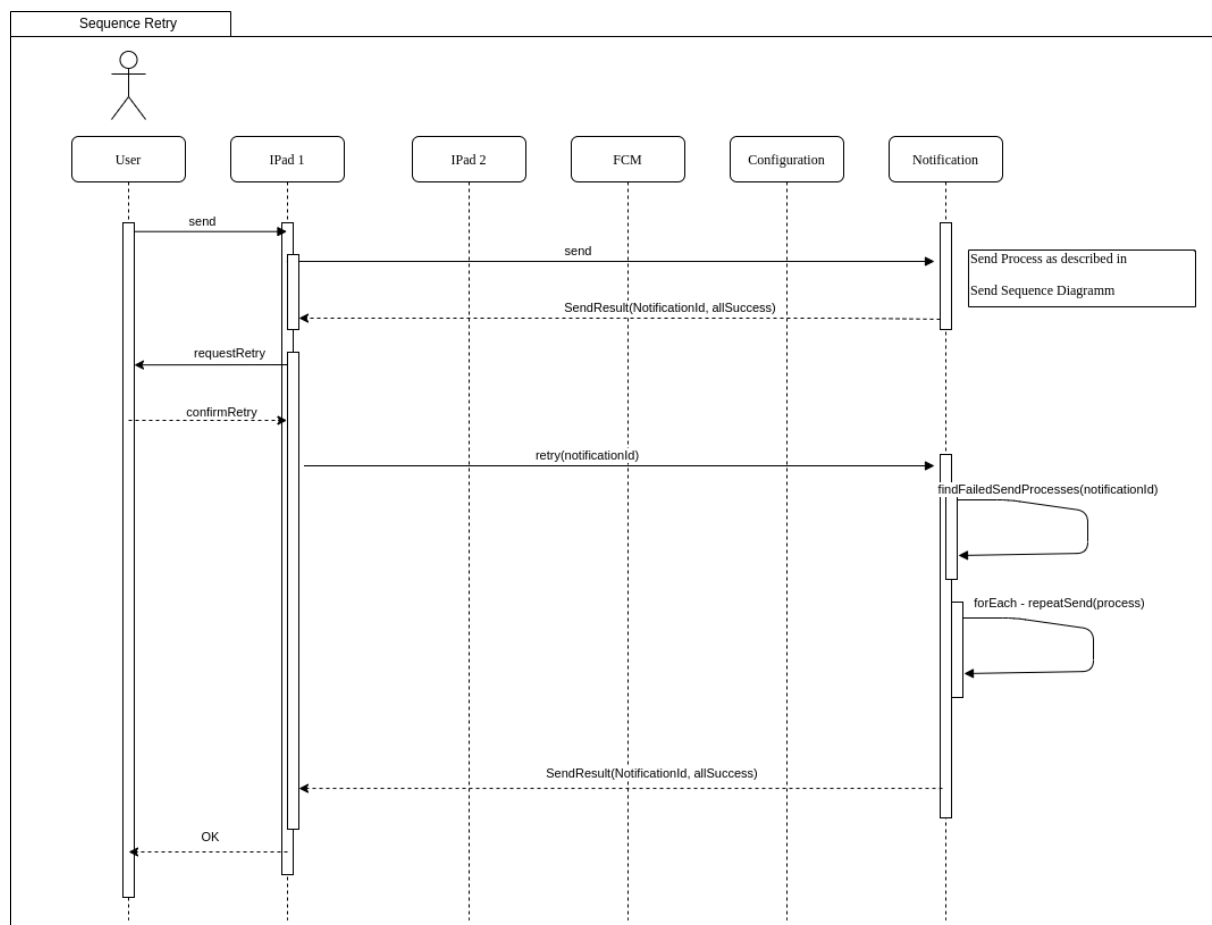 Sequence Retry
User
IPad 1
IPad 2
FCM
Configuration
Notification
send
send
Send Process as described in
Send Sequence Diagramm
SendResult(NotificationId, allSuccess)
requestRetry
confirmRetry
retry(notificationId)
findFailedSendProcesses(notificationId)
forEach - repeatSend(process)
SendResult(NotificationId, allSuccess)
OK